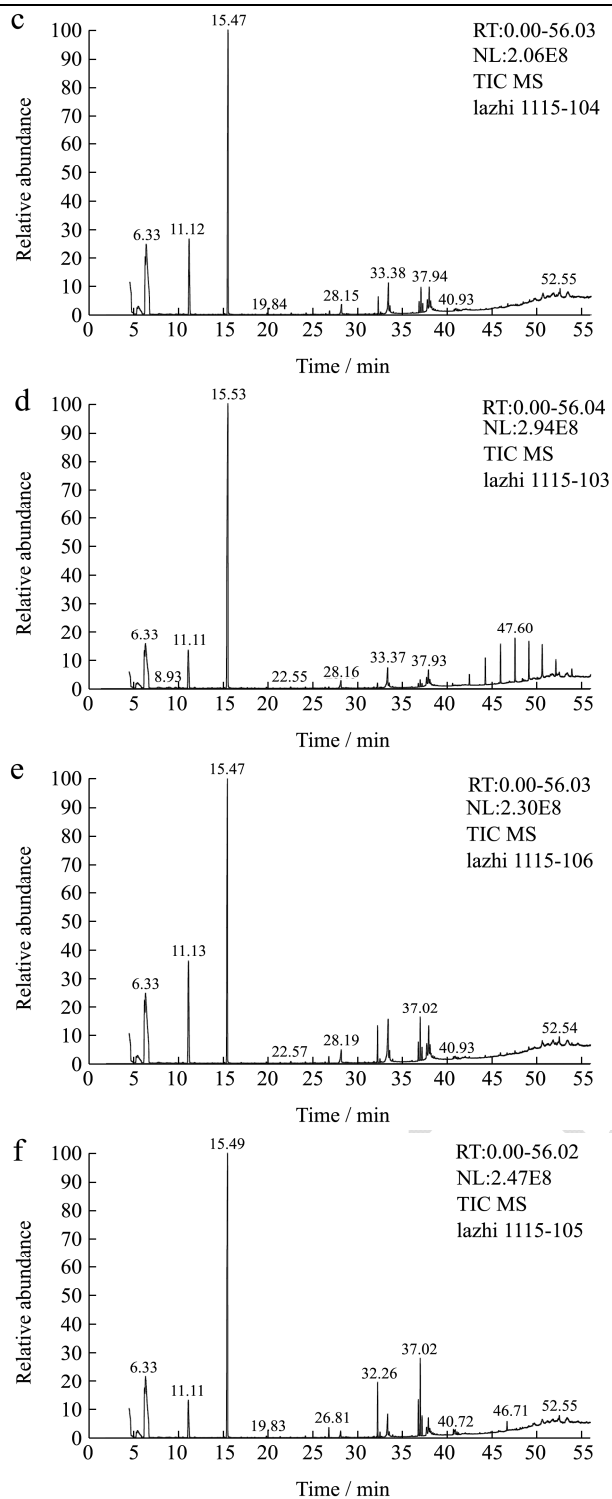 c
15.47
RT:0.00-56.03
NL:2.06E8
TIC MS
lazhi 1115-104
Relative abundance
100
90
80
70
60
50
40
30
20
10
0
6.33
11.12
19.84
28.15
33.38
37.94
40.93
52.55
0 5 10 15 20 25 30 35 40 45 50 55
Time / min
d
15.53
RT:0.00-56.04
NL:2.94E8
TIC MS
lazhi 1115-103
Relative abundance
100
90
80
70
60
50
40
30
20
10
0
6.33
8.93
11.11
22.55
28.16
33.37
37.93
47.60
0 5 10 15 20 25 30 35 40 45 50 55
Time / min
e
15.47
RT:0.00-56.03
NL:2.30E8
TIC MS
lazhi 1115-106
Relative abundance
100
90
80
70
60
50
40
30
20
10
0
6.33
11.13
22.57
28.19
37.02
40.93
52.54
0 5 10 15 20 25 30 35 40 45 50 55
Time / min
f
15.49
RT:0.00-56.02
NL:2.47E8
TIC MS
lazhi 1115-105
Relative abundance
100
90
80
70
60
50
40
30
20
10
0
6.33
11.11
19.83
26.81
32.26
37.02
40.72
46.71
52.55
0 5 10 15 20 25 30 35 40 45 50 55
Time / min